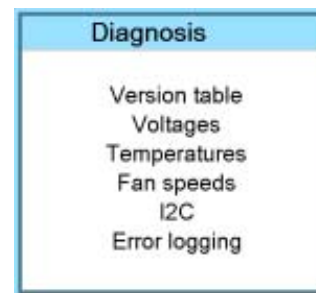 Diagnosis
Version table
Voltages
Temperatures
Fan speeds
I2C
Error logging